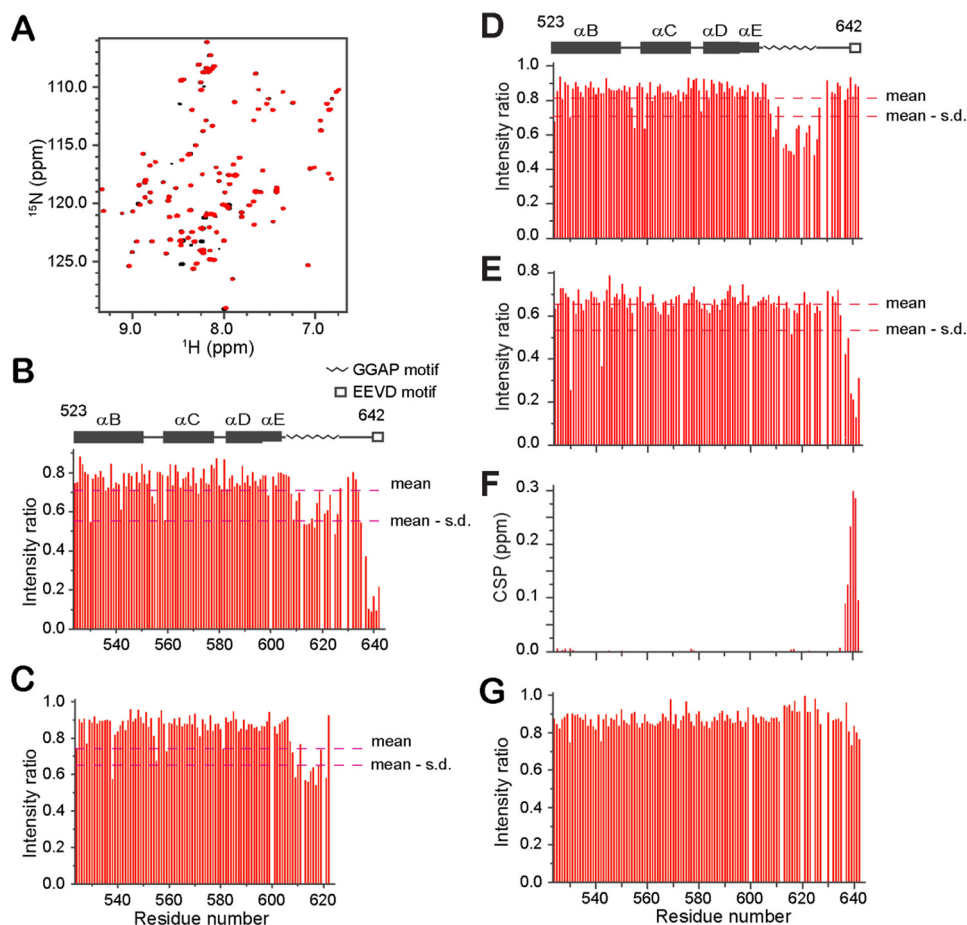 A
110.0
115.0
120.0
125.0
15N (ppm)
9.0 8.0 7.0
1H (ppm)
GGAP motif
EEVD motif
B
523 αB αC αD αE 642
0.8
0.6
0.4
0.2
0.0
Intensity ratio
mean
mean - s.d.
540 560 580 600 620 640
C
1.0
0.8
0.6
0.4
0.2
0.0
Intensity ratio
mean
mean - s.d.
540 560 580 600 620
Residue number
D
523 αB αC αD αE 642
1.0
0.8
0.6
0.4
0.2
0.0
Intensity ratio
mean
mean - s.d.
E
0.8
0.6
0.4
0.2
0.0
Intensity ratio
mean
mean - s.d.
F
0.3
0.2
0.1
0.0
CSP (ppm)
G
1.0
0.8
0.6
0.4
0.2
0.0
Intensity ratio
540 560 580 600 620 640
Residue number